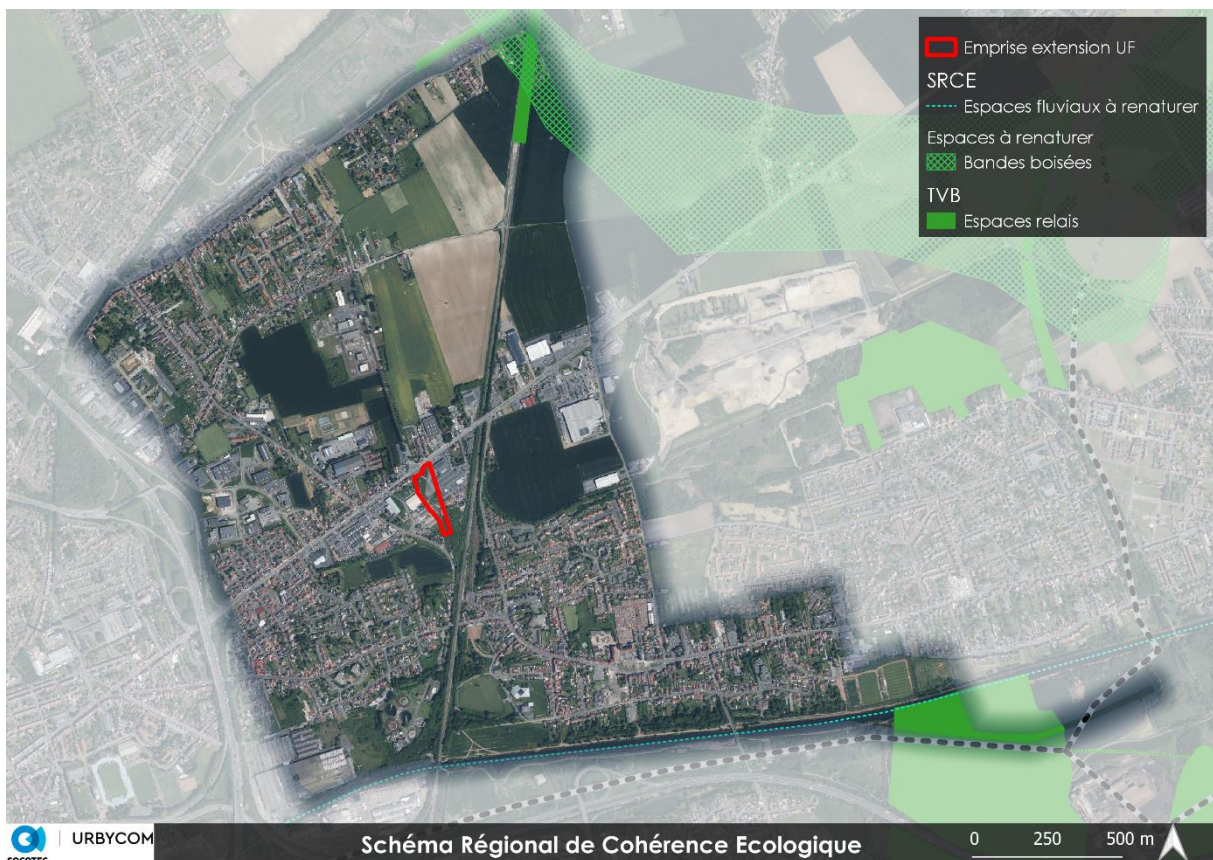 Emprise extension UF
SRCE
Espaces fluviaux à renaturer
Espaces à renaturer
Bandes boisées
TVB
Espaces relais
URBYCOM
Schéma Régional de Cohérence Ecologique
0 250 500 m